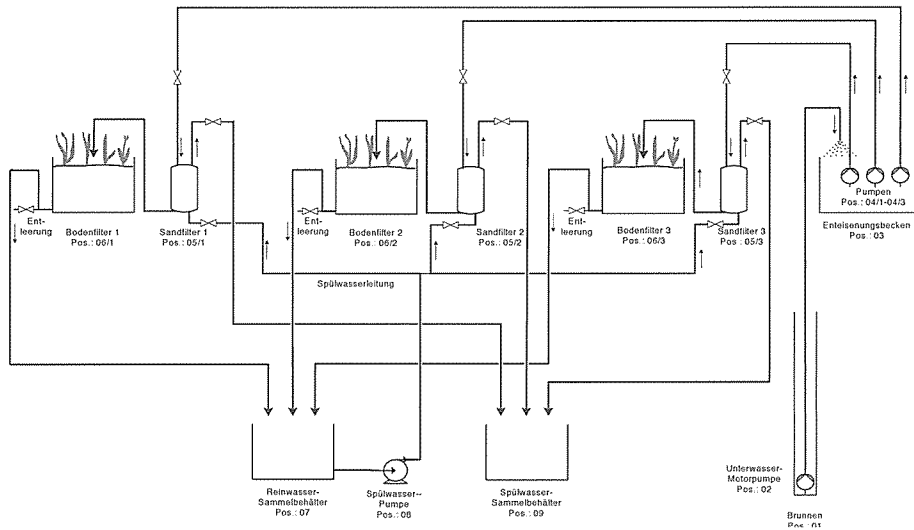 Ent-
leerung
Bodenfilter 1
Pos.: 06/1
Sandfilter 1
Pos.: 05/1
Ent-
leerung
Bodenfilter 2
Pos.: 06/2
Sandfilter 2
Pos.: 05/2
Ent-
leerung
Bodenfilter 3
Pos.: 06/3
Sandfilter 3
Pos.: 05/3
Pumpen
Pos.: 04/1-04/3
Enteisenungsbecken
Pos.: 03
Spülwasserleitung
Reinwasser-
Sammelbehälter
Pos.: 07
Spülwasser-
Pumpe
Pos.: 08
Spülwasser-
Sammelbehälter
Pos.: 09
Unterwasser-
Motorpumpe
Pos.: 02
Brunnen
Pos.: 01